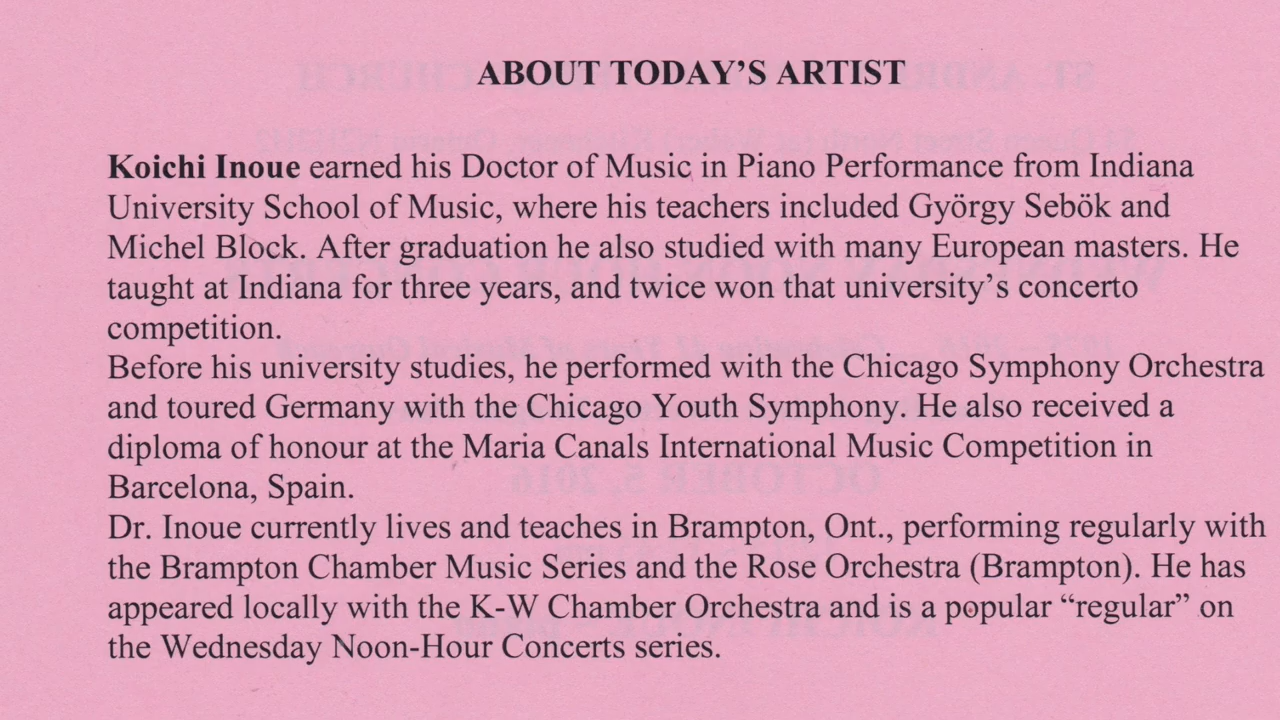 ABOUT TODAY'S ARTIST
Koichi Inoue earned his Doctor of Music in Piano Performance from Indiana
University School of Music, where his teachers included György Sebök and
Michel Block. After graduation he also studied with many European masters. He
taught at Indiana for three years, and twice won that university's concerto
competition.
Before his university studies, he performed with the Chicago Symphony Orchestra
and toured Germany with the Chicago Youth Symphony. He also received a
diploma of honour at the Maria Canals International Music Competition in
Barcelona, Spain.
Dr. Inoue currently lives and teaches in Brampton, Ont., performing regularly with
the Brampton Chamber Music Series and the Rose Orchestra (Brampton). He has
appeared locally with the K-W Chamber Orchestra and is a popular “regular” on
the Wednesday Noon-Hour Concerts series.